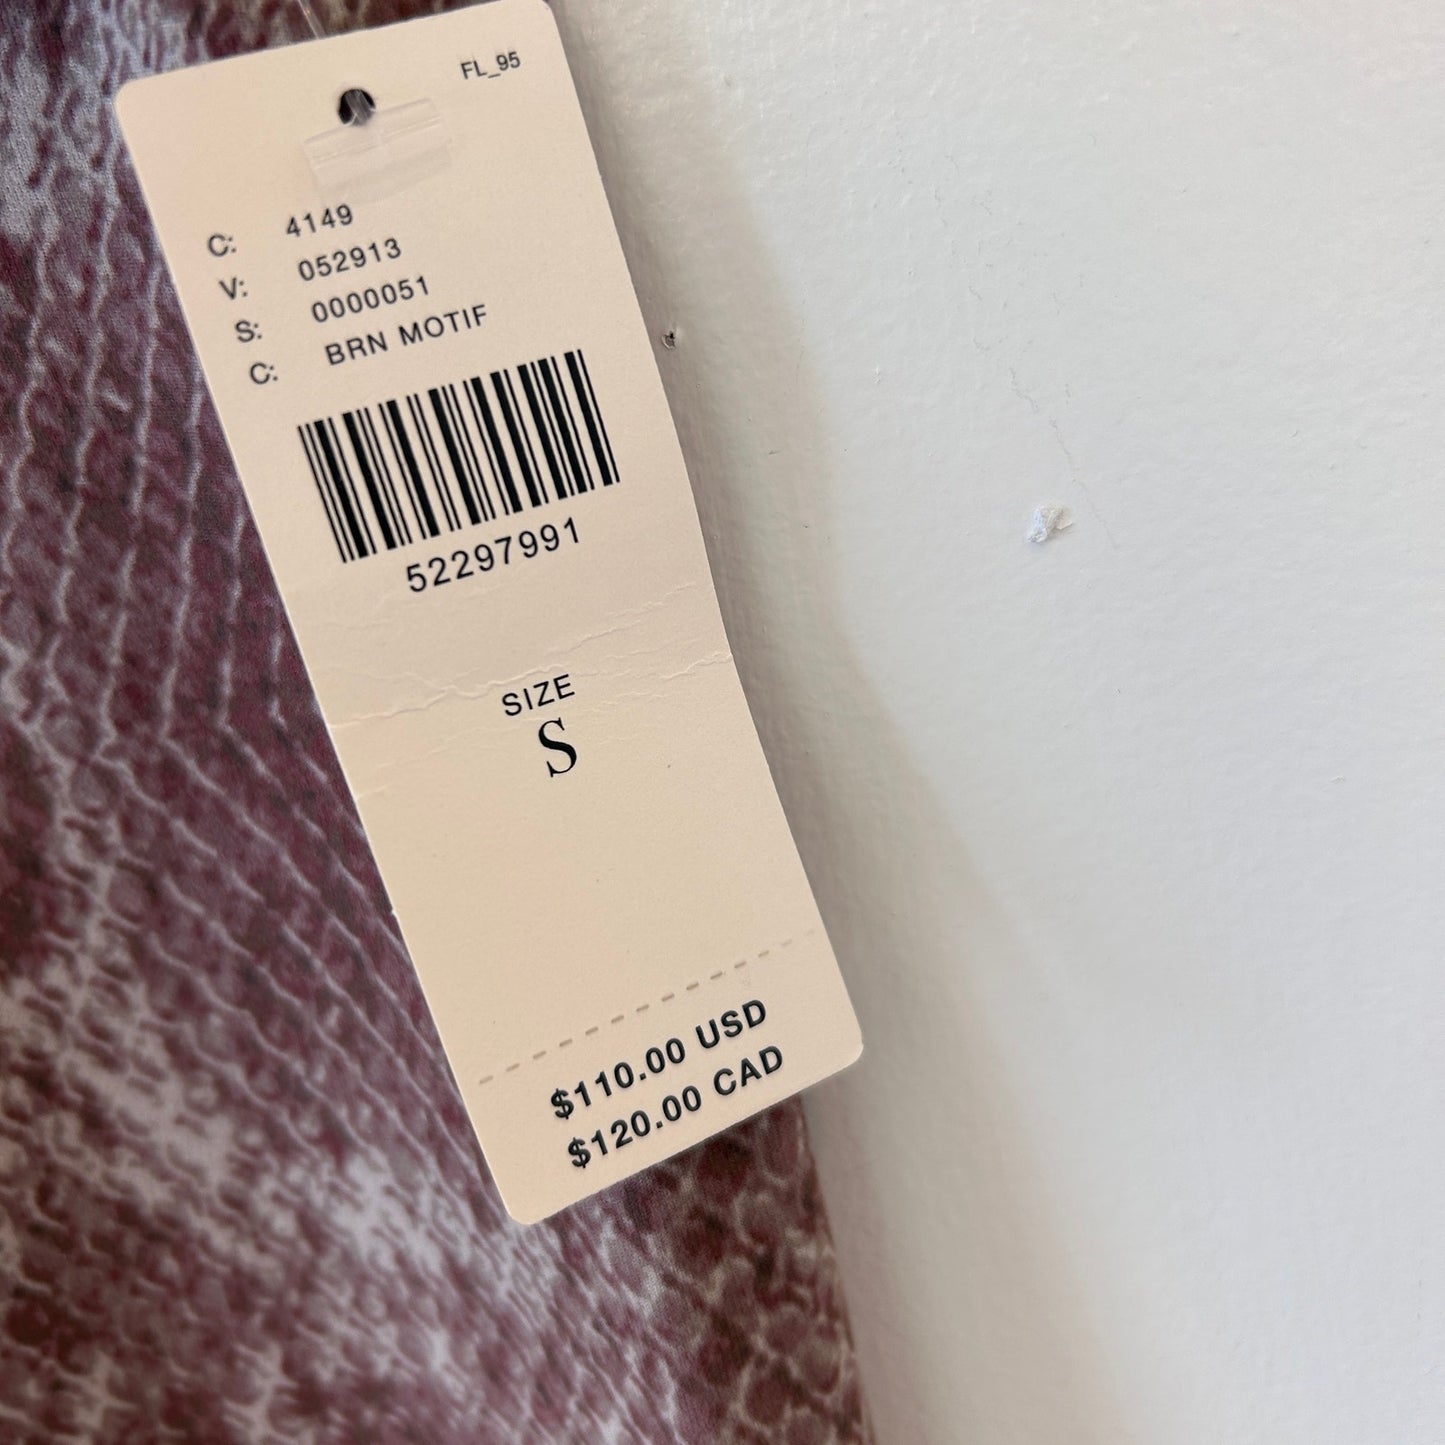 FL_95
C: 4149
V: 052913
S: 0000051
C: BRN MOTIF
52297991
SIZE
S
$110.00 USD
$120.00 CAD